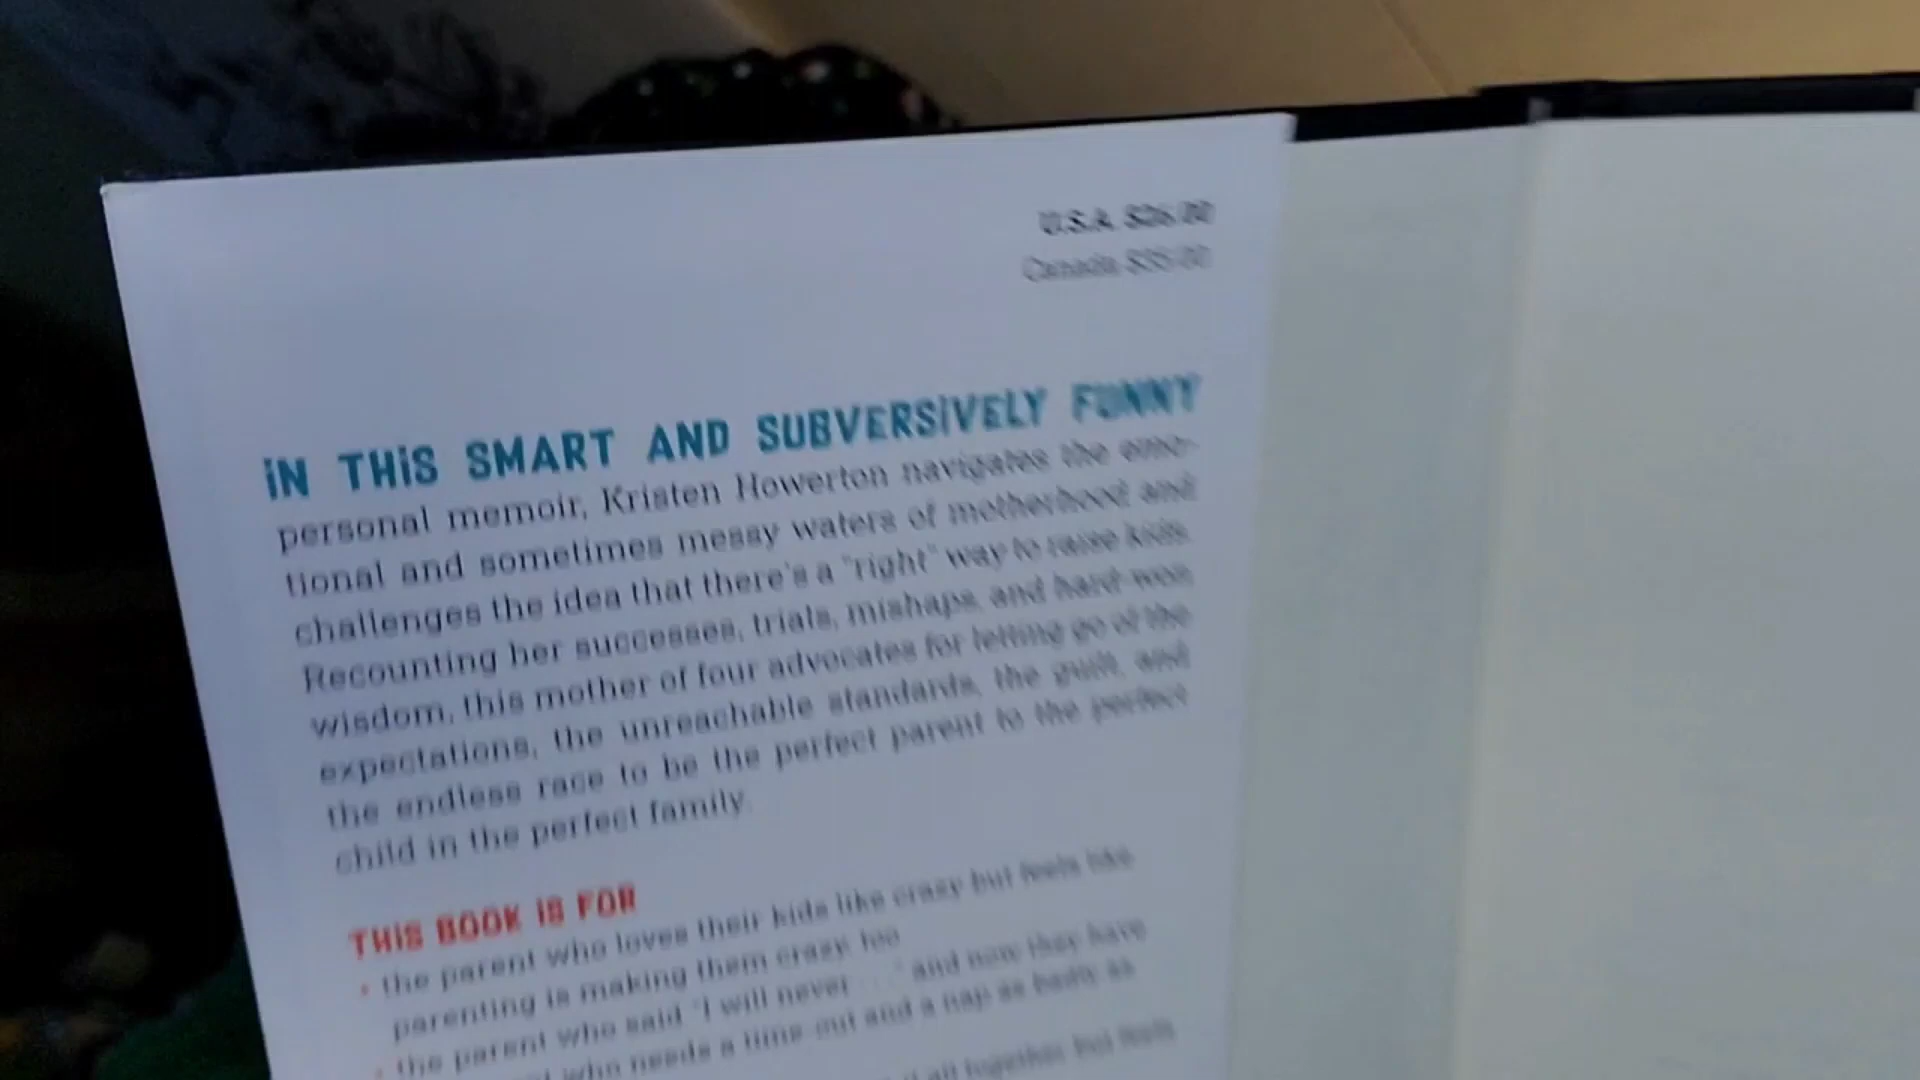 U.S.A. $26.00
Canada $35.00
IN THIS SMART AND SUBVERSIVELY FUNNY
personal memoir, Kristen Howerton navigates the emo-
tional and sometimes messy waters of motherhood and
challenges the idea that there's a "right" way to raise kids.
Recounting her successes, trials, mishaps, and hard-won
wisdom, this mother of four advocates for letting go of the
expectations, the unreachable standards, the guilt, and
the endless race to be the perfect parent to the perfect
child in the perfect family.
THIS BOOK IS FOR
• the parent who loves their kids like crazy but feels like
parenting is making them crazy, too
• the parent who said "I will never . . ." and now they have
who needs a time-out and a nap as badly as
all together but feels